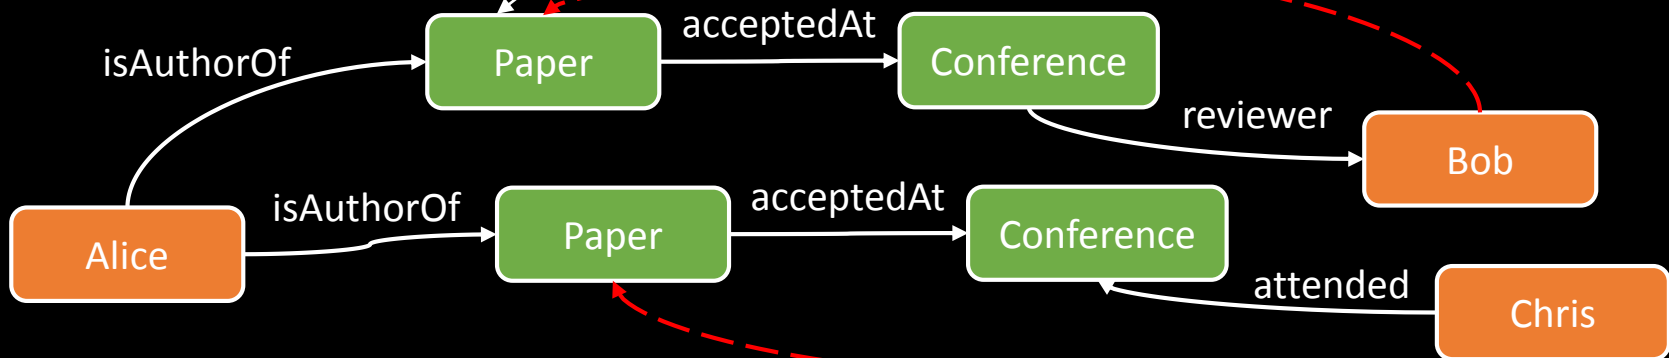 isAuthorOf
Paper
acceptedAt
Conference
reviewer
Bob
Alice
isAuthorOf
Paper
acceptedAt
Conference
attended
Chris